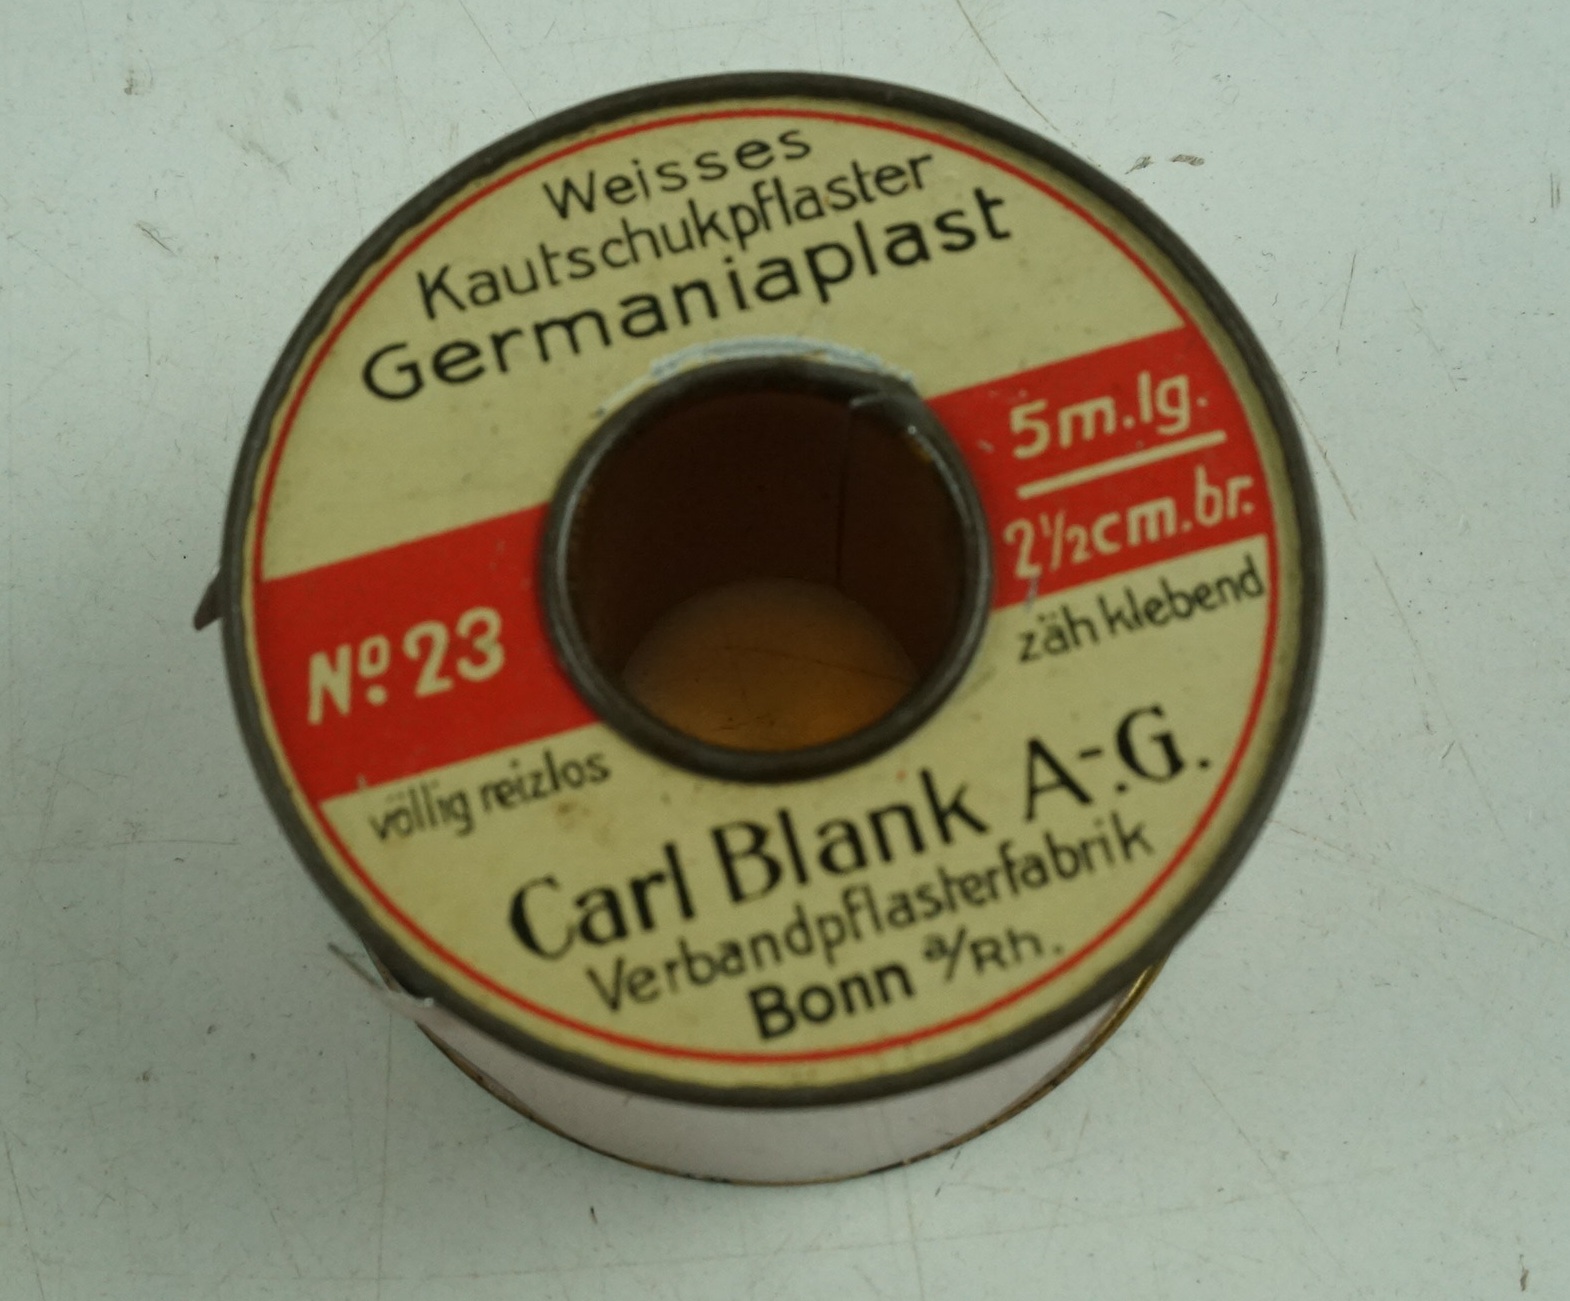 Weisses
Kautschukpflaster
Germaniaplast
5m.lg.
2½cm.br.
No. 23
zäh klebend
völlig reizlos
Carl Blank A-.G.
Verbandpflasterfabrik
Bonn a/Rh.